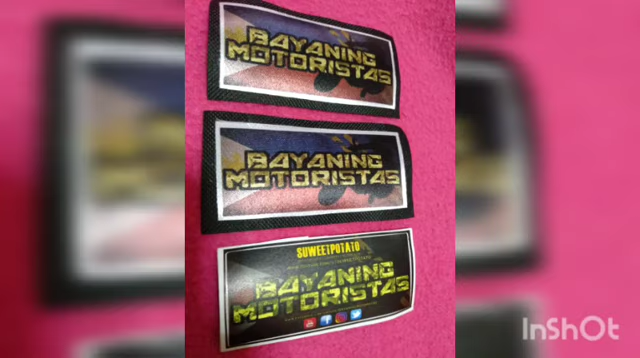 BAYANING
MOTORISTAS
BAYANING
MOTORISTAS
SUWEETPOTATO
BAYANING
MOTORISTAS
InShOt